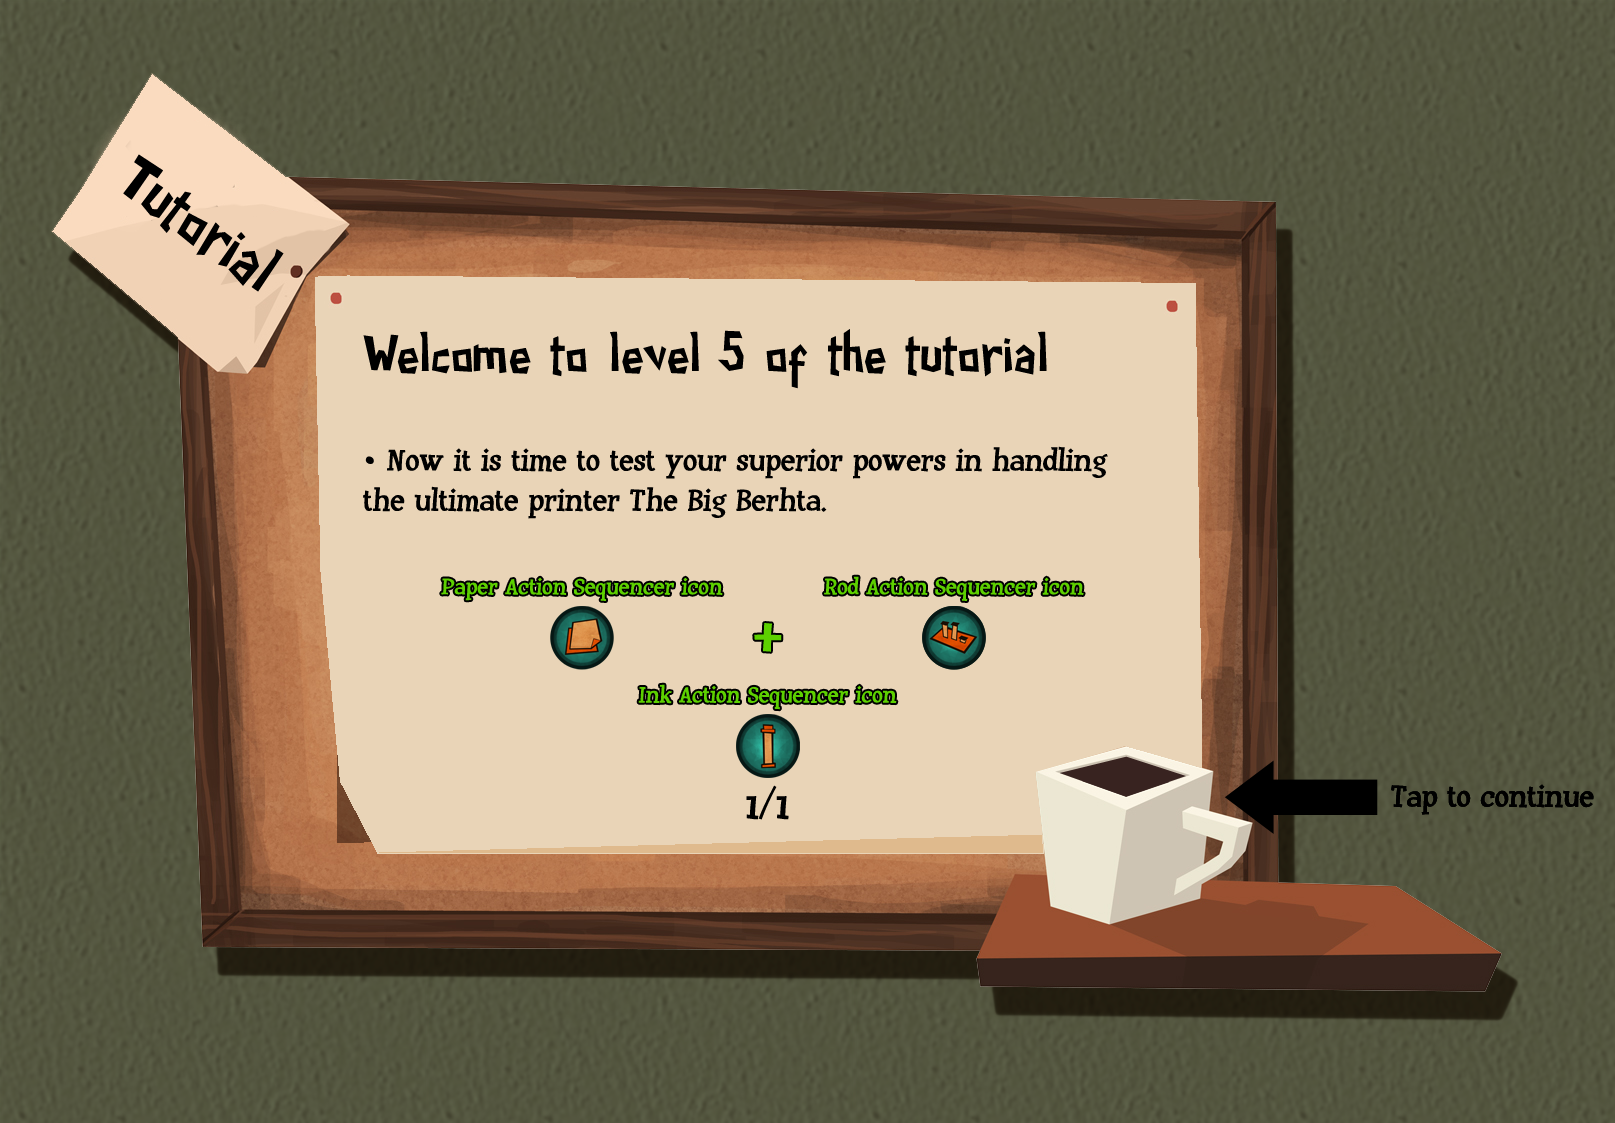 Tutorial
Welcome to level 5 of the tutorial
• Now it is time to test your superior powers in handling
the ultimate printer The Big Berhta.
Paper Action Sequencer icon
Rod Action Sequencer icon
+
Ink Action Sequencer icon
1/1
Tap to continue